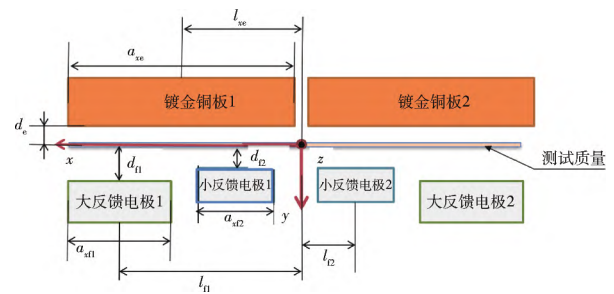 l_xe
a_xe
镀金铜板1
镀金铜板2
d_e
x
z
d_f1
d_f2
测试质量
大反馈电极1
小反馈电极1
小反馈电极2
大反馈电极2
a_xf2
y
a_xf1
l_f2
l_f1